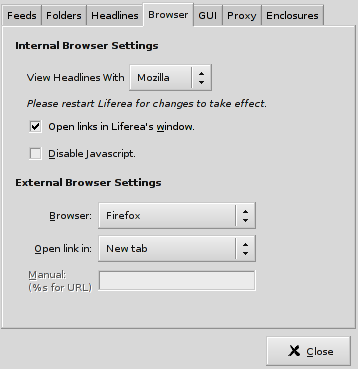 Feeds Folders Headlines Browser GUI Proxy Enclosures
Internal Browser Settings
View Headlines With Mozilla
Please restart Liferea for changes to take effect.
Open links in Liferea's window.
Disable Javascript.
External Browser Settings
Browser: Firefox
Open link in: New tab
Manual:
(%s for URL)
Close